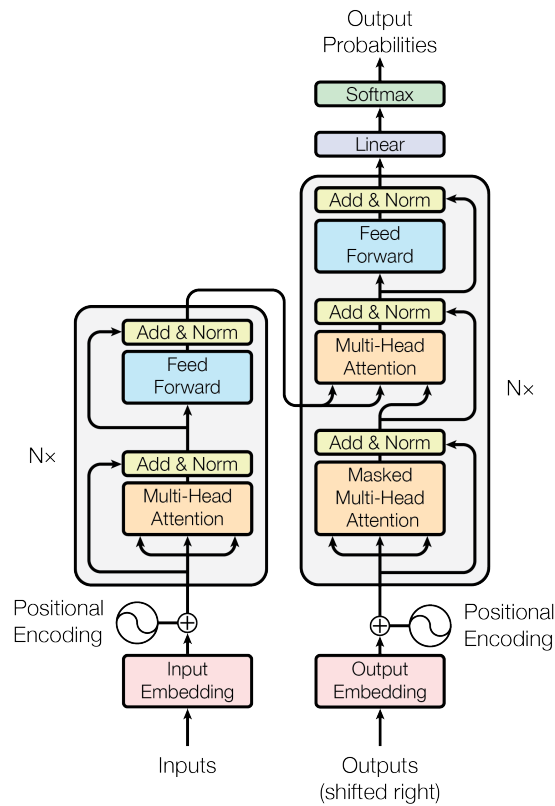 Output
Probabilities
Softmax
Linear
Add & Norm
Feed
Forward
Add & Norm
Multi-Head
Attention
Add & Norm
Masked
Multi-Head
Attention
N×
Add & Norm
Feed
Forward
Add & Norm
Multi-Head
Attention
N×
Positional
Encoding
Positional
Encoding
Input
Embedding
Output
Embedding
Inputs
Outputs
(shifted right)